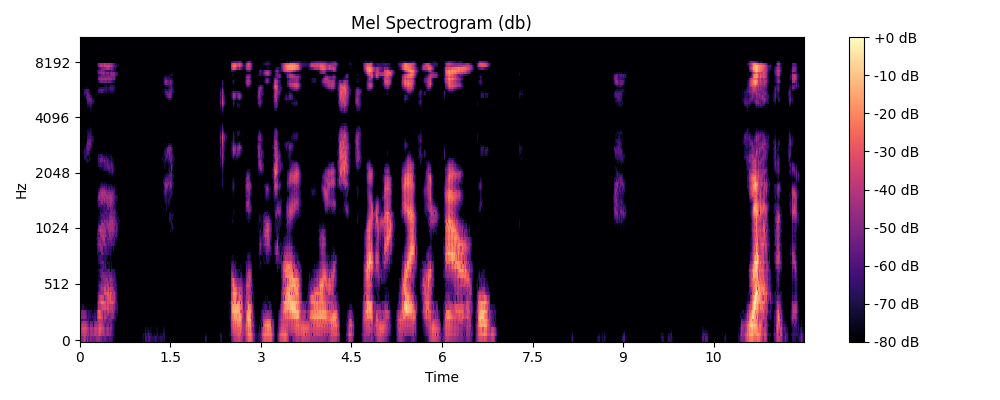 Mel Spectrogram (db)
8192
4096
2048
1024
512
0
Hz
0 1.5 3 4.5 6 7.5 9 10
Time
+0 dB
-10 dB
-20 dB
-30 dB
-40 dB
-50 dB
-60 dB
-70 dB
-80 dB